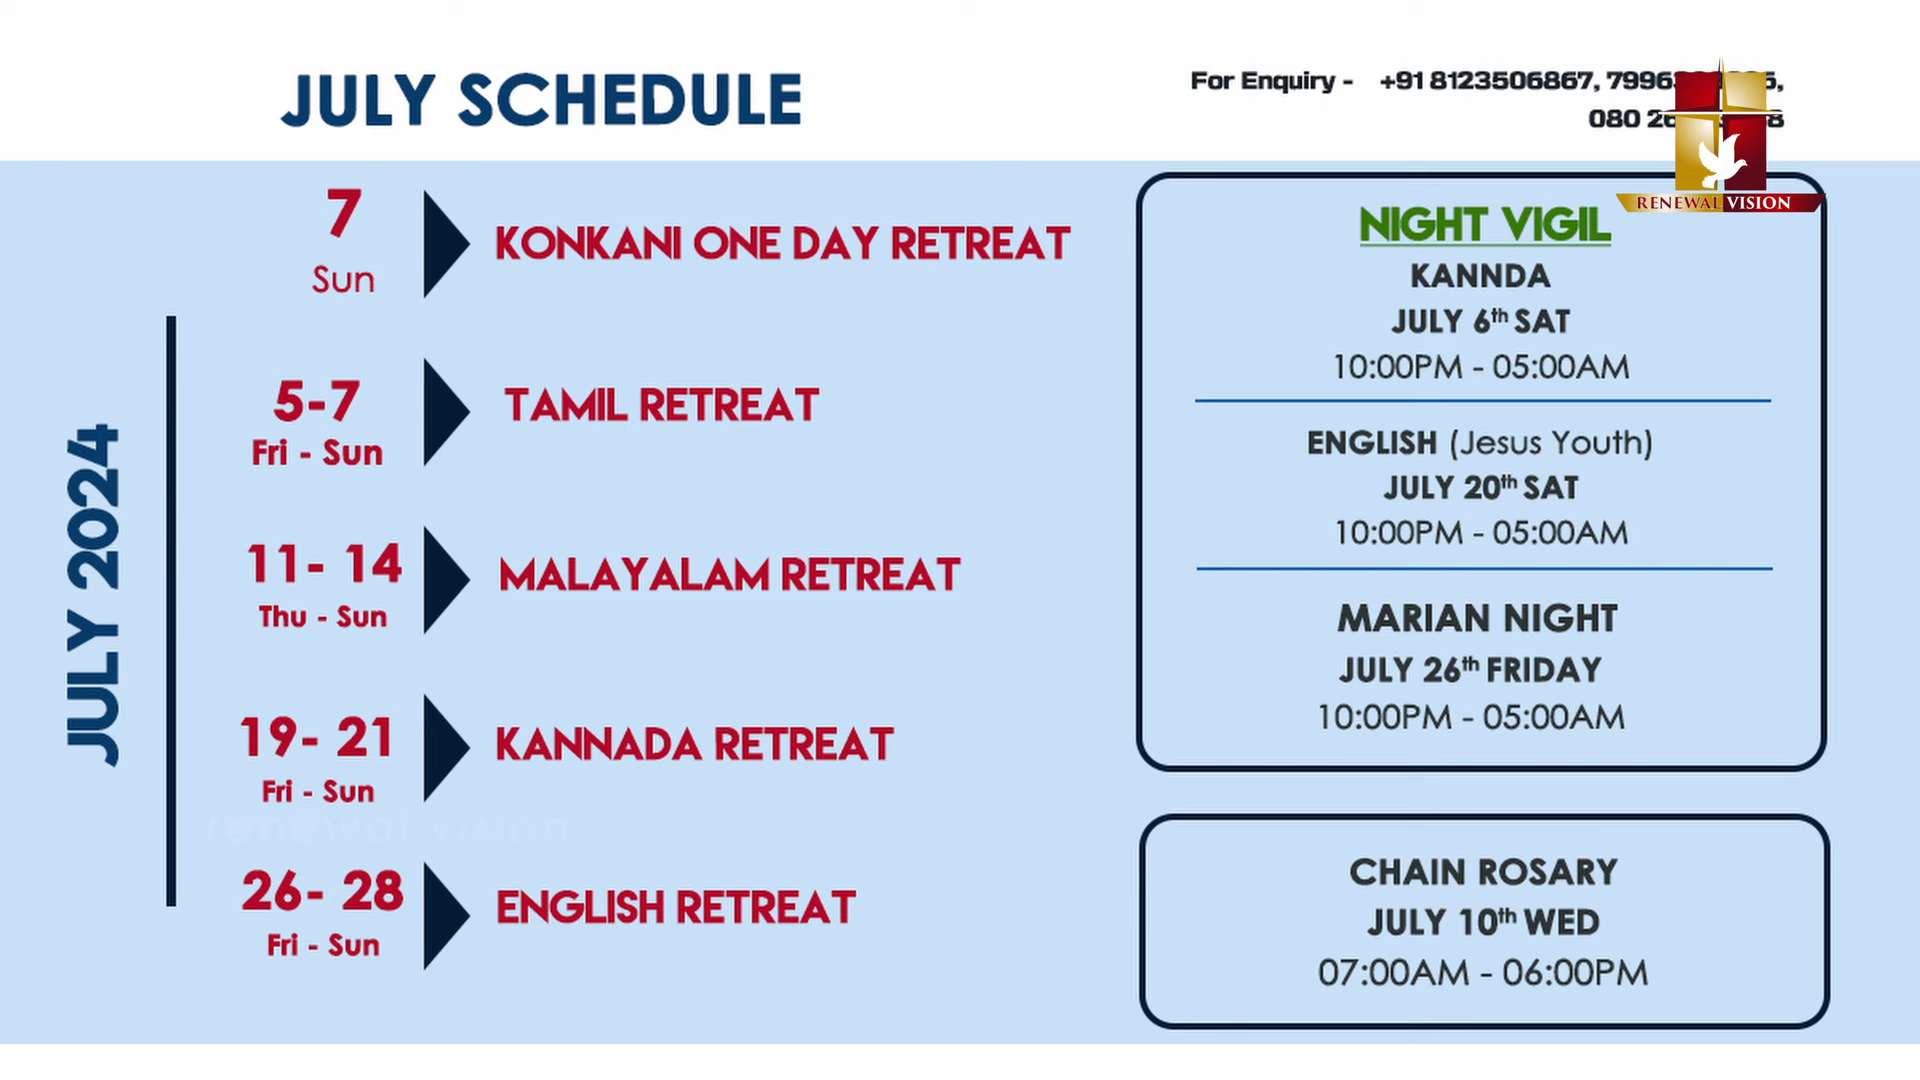 JULY SCHEDULE
For Enquiry - +91 8123506867,
080
RENEWAL VISION
JULY 2024
7
Sun
KONKANI ONE DAY RETREAT
5-7
Fri - Sun
TAMIL RETREAT
11- 14
Thu - Sun
MALAYALAM RETREAT
19- 21
Fri - Sun
KANNADA RETREAT
renewal vision
26- 28
Fri - Sun
ENGLISH RETREAT
NIGHT VIGIL
KANNDA
JULY 6th SAT
10:00PM - 05:00AM
ENGLISH (Jesus Youth)
JULY 20th SAT
10:00PM - 05:00AM
MARIAN NIGHT
JULY 26th FRIDAY
10:00PM - 05:00AM
CHAIN ROSARY
JULY 10th WED
07:00AM - 06:00PM